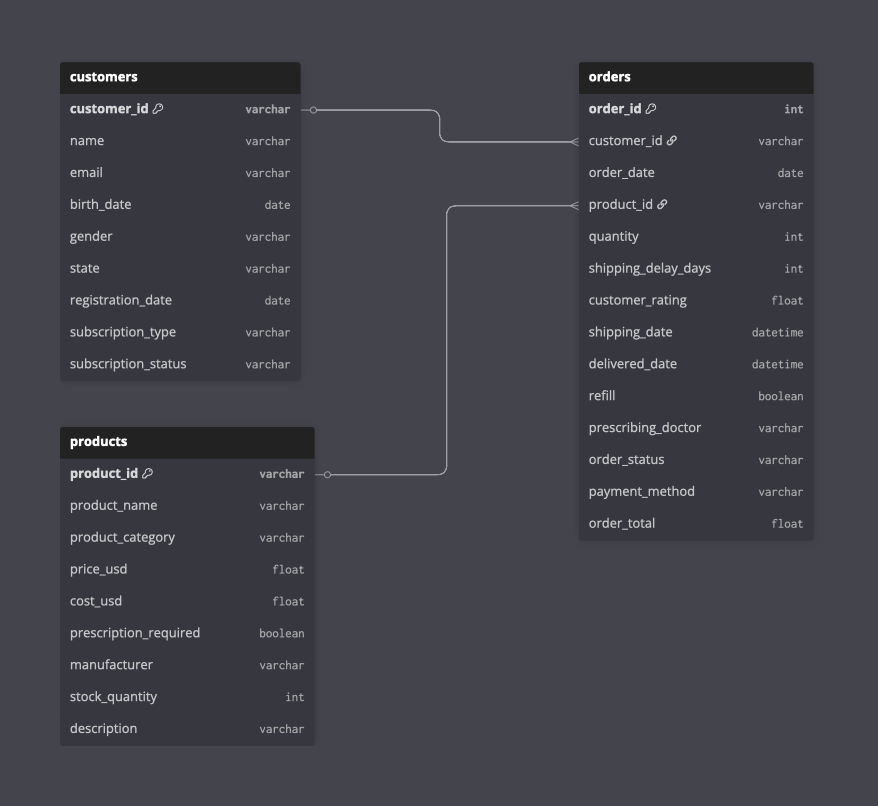 customers
customer_id varchar
name varchar
email varchar
birth_date date
gender varchar
state varchar
registration_date date
subscription_type varchar
subscription_status varchar
products
product_id varchar
product_name varchar
product_category varchar
price_usd float
cost_usd float
prescription_required boolean
manufacturer varchar
stock_quantity int
description varchar
orders
order_id int
customer_id varchar
order_date date
product_id varchar
quantity int
shipping_delay_days int
customer_rating float
shipping_date datetime
delivered_date datetime
refill boolean
prescribing_doctor varchar
order_status varchar
payment_method varchar
order_total float